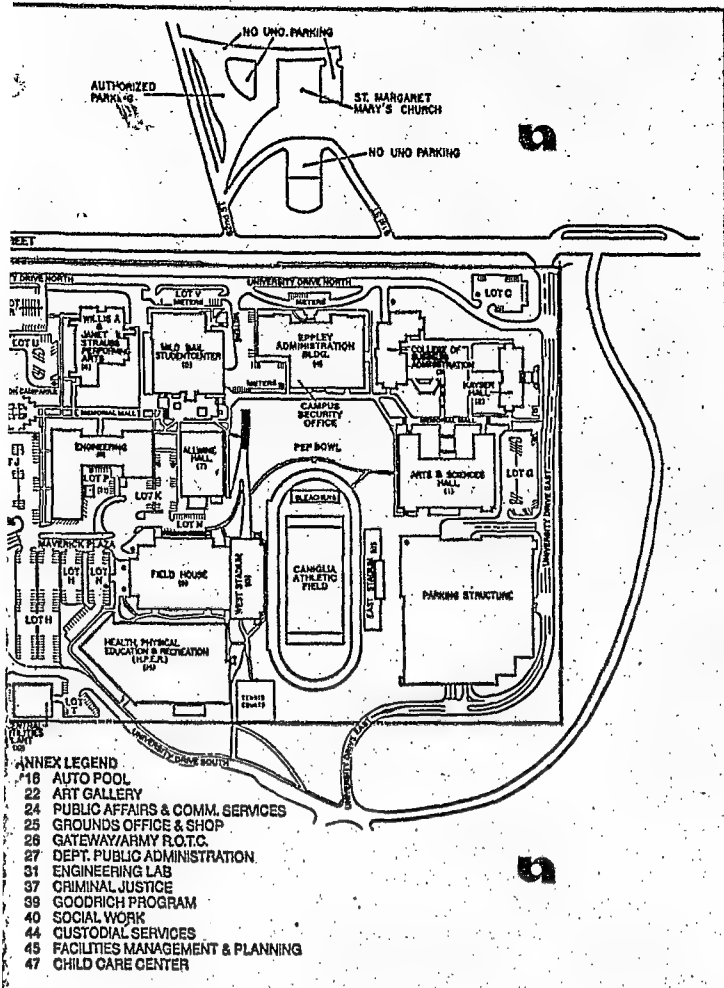 NO UNO. PARKING
AUTHORIZED
PARKING
ST. MARGARET
MARY'S CHURCH
NO UNO PARKING
REET
UNIVERSITY DRIVE NORTH
LOT V
METERS
METERS
LOT C
WILLIS A
&
JANET S
STRAUSS
PERFORMING
ARTS
MILO BAIL
STUDENT CENTER
METERS
EPPLEY
ADMINISTRATION
BLDG.
COLLEGE OF
BUSINESS
ADMINISTRATION
KAYSER
HALL
LOT U
METERS
CAMPUS
SECURITY
OFFICE
MEMORIAL MALL
MEMORIAL MALL
ENGINEERING
ALLWINE
HALL
(7)
PEP BOWL
ARTS & SCIENCES
HALL
(1)
LOT G
LOT P
LOT K
LOT N
BLEACHERS
UNIVERSITY DRIVE EAST
MAVERICK PLAZA
LOT
H
LOT
FIELD HOUSE
WEST STADIUM
CANIGLIA
ATHLETIC
FIELD
EAST STADIUM
PARKING STRUCTURE
LOT H
HEALTH, PHYSICAL
EDUCATION & RECREATION
(H.P.E.R.)
TENNIS
COURTS
LOT
T
UNIVERSITY DRIVE SOUTH
UNIVERSITY DRIVE EAST
ANNEX LEGEND
16 AUTO POOL
22 ART GALLERY
24 PUBLIC AFFAIRS & COMM. SERVICES
25 GROUNDS OFFICE & SHOP
26 GATEWAY/ARMY R.O.T.C.
27 DEPT. PUBLIC ADMINISTRATION
31 ENGINEERING LAB
37 CRIMINAL JUSTICE
39 GOODRICH PROGRAM
40 SOCIAL WORK
44 CUSTODIAL SERVICES
45 FACILITIES MANAGEMENT & PLANNING
47 CHILD CARE CENTER